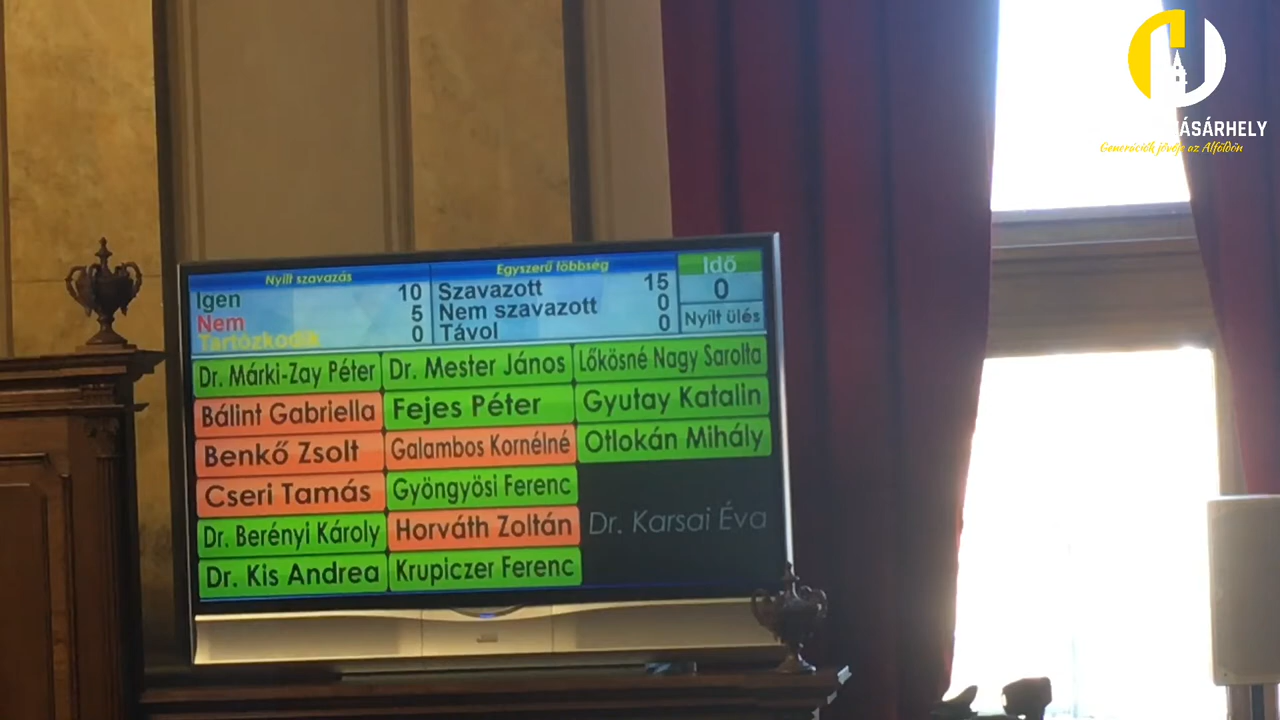 ÁSÁRHELY
Generációk jövője az Alföldön
Nyílt szavazás
Igen 10
Nem 5
Tartózkodik 0
Egyszerű többség
Szavazott 15
Nem szavazott 0
Távol 0
Idő
0
Nyílt ülés
Dr. Márki-Zay Péter
Dr. Mester János
Lőkösné Nagy Sarolta
Bálint Gabriella
Fejes Péter
Gyutay Katalin
Benkő Zsolt
Galambos Kornélné
Otlokán Mihály
Cseri Tamás
Gyöngyösi Ferenc
Dr. Berényi Károly
Horváth Zoltán
Dr. Karsai Éva
Dr. Kis Andrea
Krupiczer Ferenc